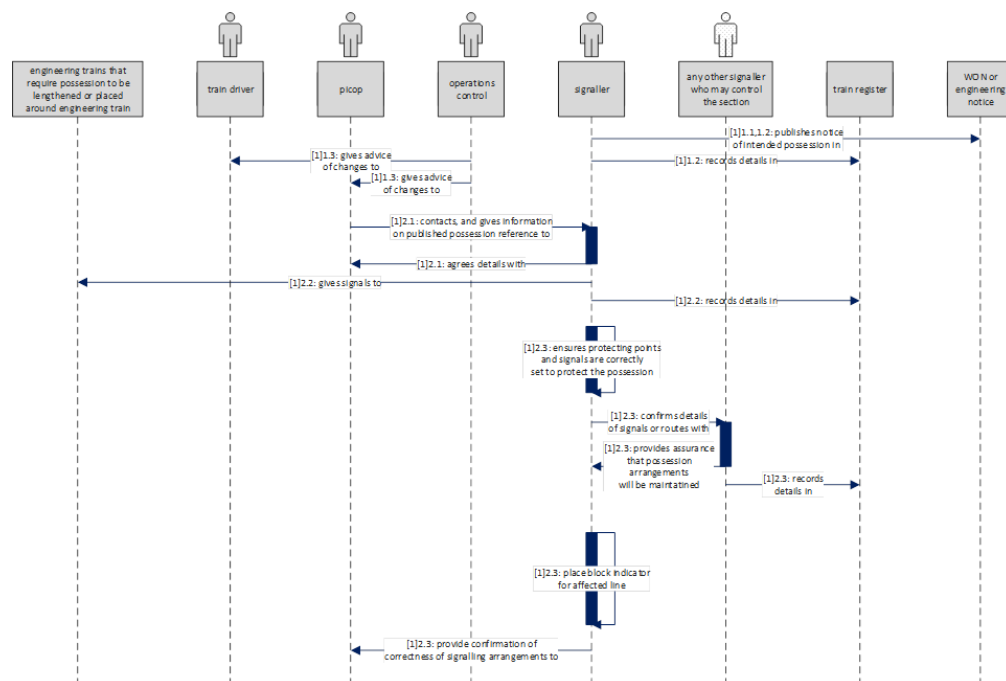 engineering trains that
require possession to be
lengthened or placed
around engineering train
train driver
picop
operations
control
signaller
any other signaller
who may control
the section
train register
WON or
engineering
notice
[1]1.1,1.2: publishes notice
of intended possession in
[1]1.3: gives advice
of changes to
[1]1.2: records details in
[1]1.3: gives advice
of changes to
[1]2.1: contacts, and gives information
on published possession reference to
[1]2.1: agrees details with
[1]2.2: gives signals to
[1]2.2: records details in
[1]2.3: ensures protecting points
and signals are correctly
set to protect the possession
[1]2.3: confirms details
of signals or routes with
[1]2.3: provides assurance
that possession
arrangements
will be maintatined
[1]2.3: records
details in
[1]2.3: place block indicator
for affected line
[1]2.3: provide confirmation of
correctness of signalling arrangements to